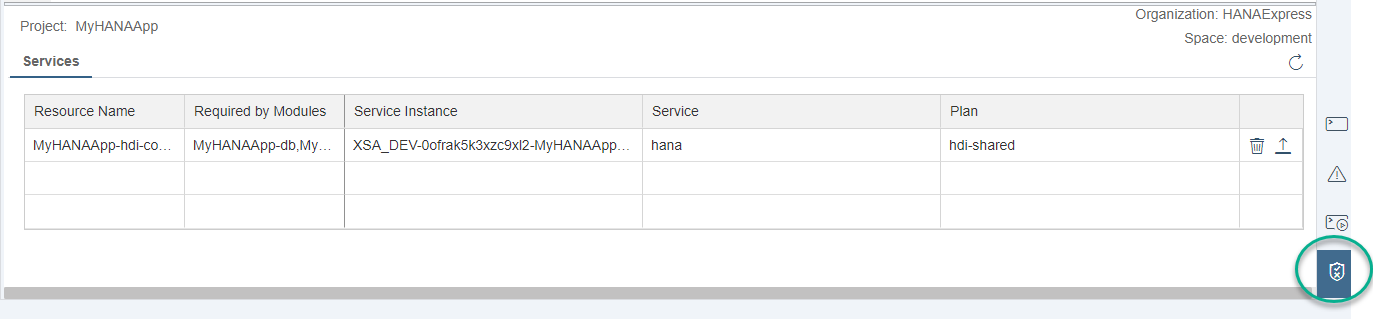 Project: MyHANAApp
Organization: HANAExpress
Space: development
Services
Resource Name Required by Modules Service Instance Service Plan
MyHANAApp-hdi-co... MyHANAApp-db,My... XSA_DEV-0ofrak5k3xzc9xl2-MyHANAApp... hana hdi-shared